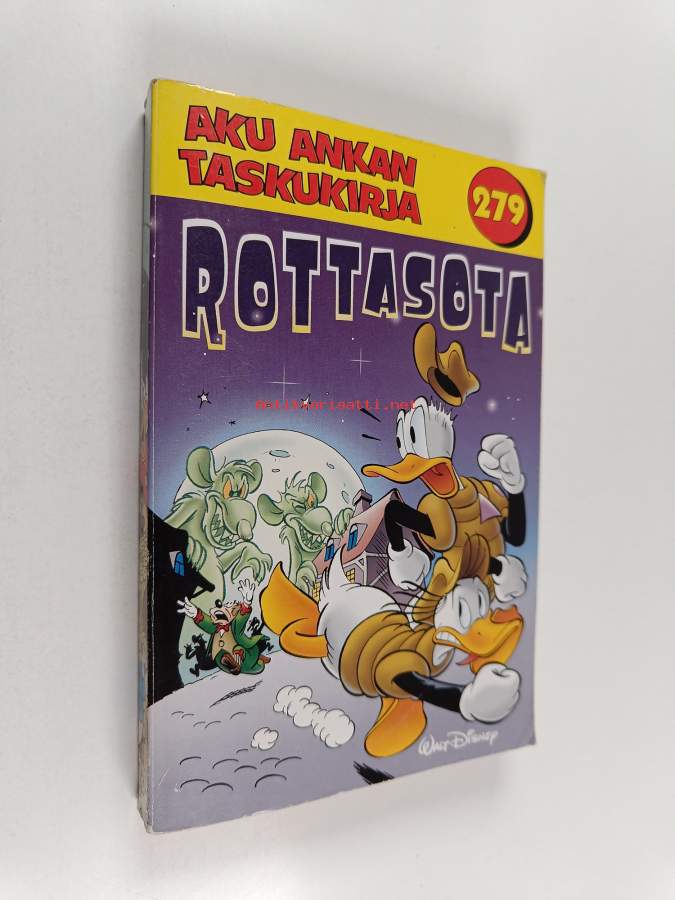 AKU ANKAN
TASKUKIRJA
279
ROTTASOTA
antikvariaatti.net
WALT DISNEY